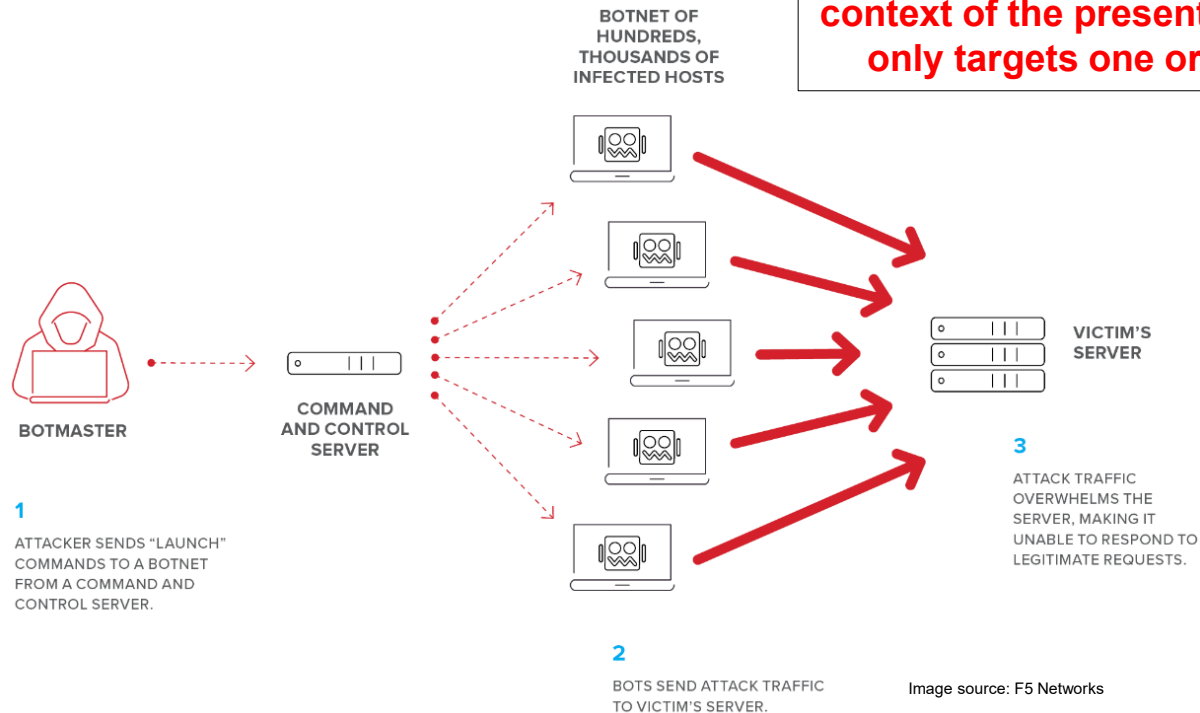 BOTNET OF
HUNDREDS,
THOUSANDS OF
INFECTED HOSTS
context of the present
only targets one or
BOTMASTER
COMMAND
AND CONTROL
SERVER
VICTIM'S
SERVER
1
ATTACKER SENDS “LAUNCH”
COMMANDS TO A BOTNET
FROM A COMMAND AND
CONTROL SERVER.
2
BOTS SEND ATTACK TRAFFIC
TO VICTIM'S SERVER.
3
ATTACK TRAFFIC
OVERWHELMS THE
SERVER, MAKING IT
UNABLE TO RESPOND TO
LEGITIMATE REQUESTS.
Image source: F5 Networks